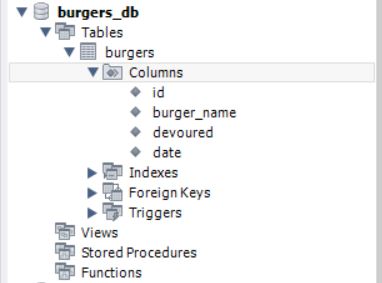 burgers_db
Tables
burgers
Columns
id
burger_name
devoured
date
Indexes
Foreign Keys
Triggers
Views
Stored Procedures
Functions